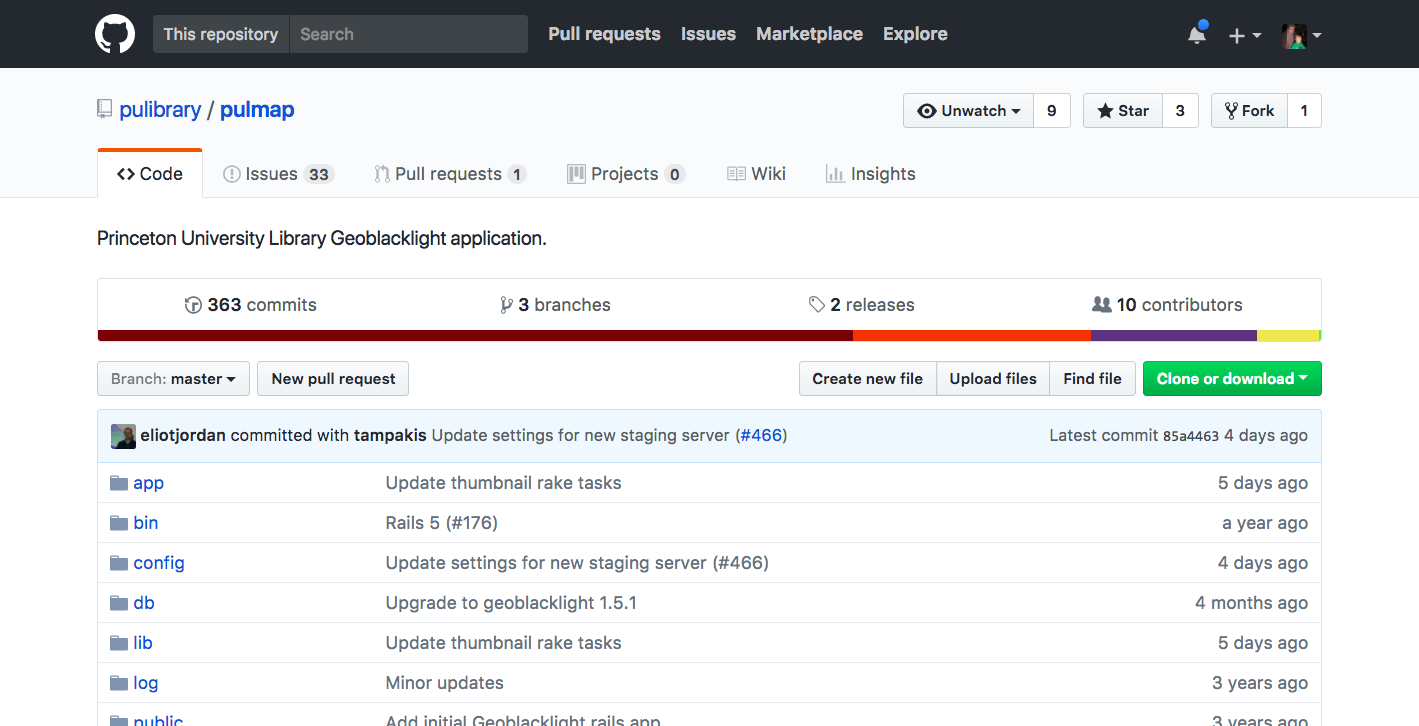 This repository Search Pull requests Issues Marketplace Explore
pulibrary / pulmap Unwatch 9 Star 3 Fork 1
Code Issues 33 Pull requests 1 Projects 0 Wiki Insights
Princeton University Library Geoblacklight application.
363 commits 3 branches 2 releases 10 contributors
Branch: master New pull request Create new file Upload files Find file Clone or download
eliotjordan committed with tampakis Update settings for new staging server (#466) Latest commit 85a4463 4 days ago
app Update thumbnail rake tasks 5 days ago
bin Rails 5 (#176) a year ago
config Update settings for new staging server (#466) 4 days ago
db Upgrade to geoblacklight 1.5.1 4 months ago
lib Update thumbnail rake tasks 5 days ago
log Minor updates 3 years ago
public Add initial Geoblacklight rails app 3 years ago